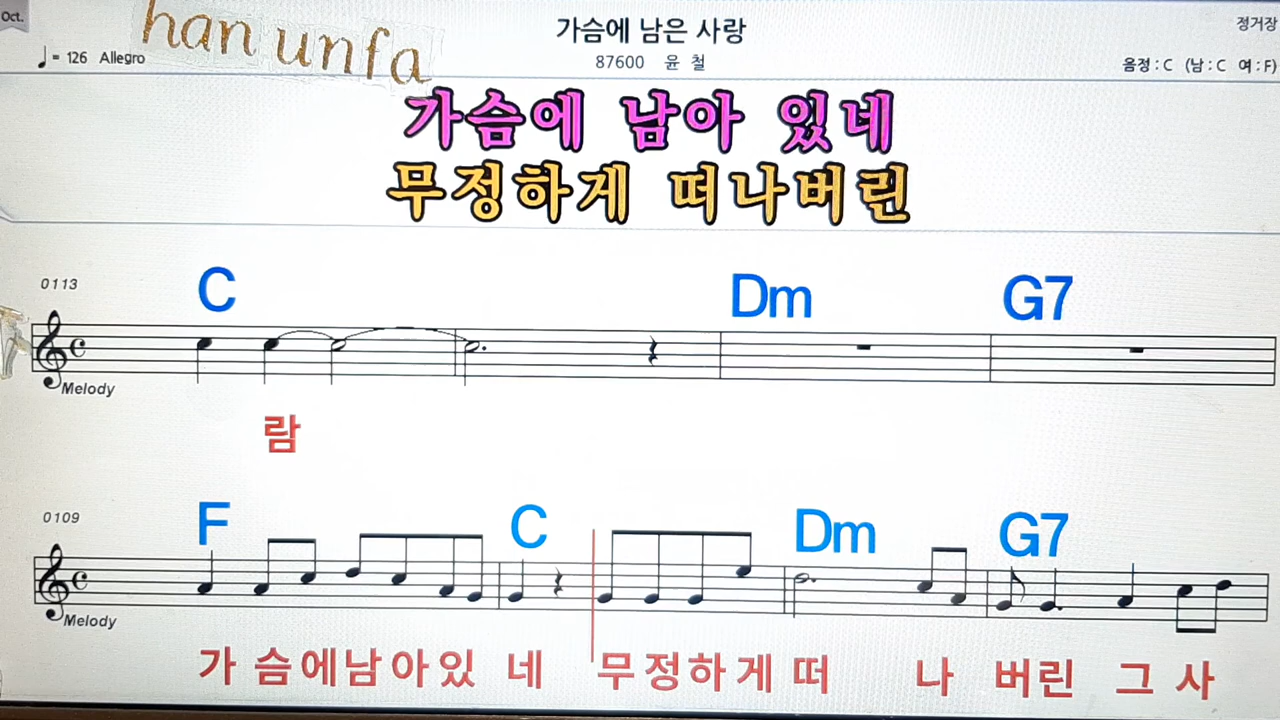 Oct.
han unfa
가슴에 남은 사랑
정거장
♩ = 126 Allegro
87600 윤 철
음정 : C (남 : C 여 : F)
가슴에 남아 있네
무정하게 떠나버린
0113
C Dm G7
Melody
람
0109
F C Dm G7
Melody
가 슴에남아있 네 무정하게 떠 나 버린 그 사